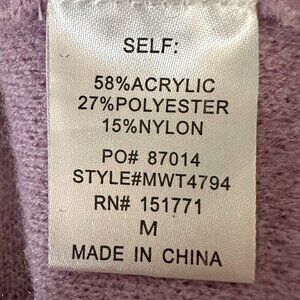 SELF:
58%ACRYLIC
27%POLYESTER
15%NYLON
PO# 87014
STYLE#MWT4794
RN# 151771
M
MADE IN CHINA